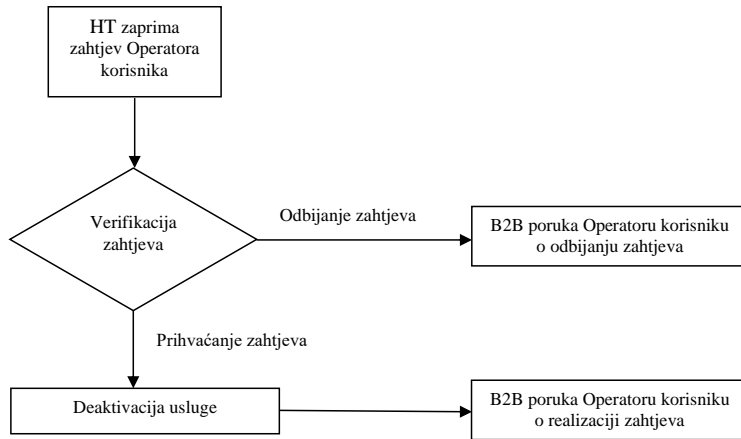 HT zaprima
zahtjev Operatora
korisnika
Verifikacija
zahtjeva
Odbijanje zahtjeva
B2B poruka Operatoru korisniku
o odbijanju zahtjeva
Prihvaćanje zahtjeva
Deaktivacija usluge
B2B poruka Operatoru korisniku
o realizaciji zahtjeva